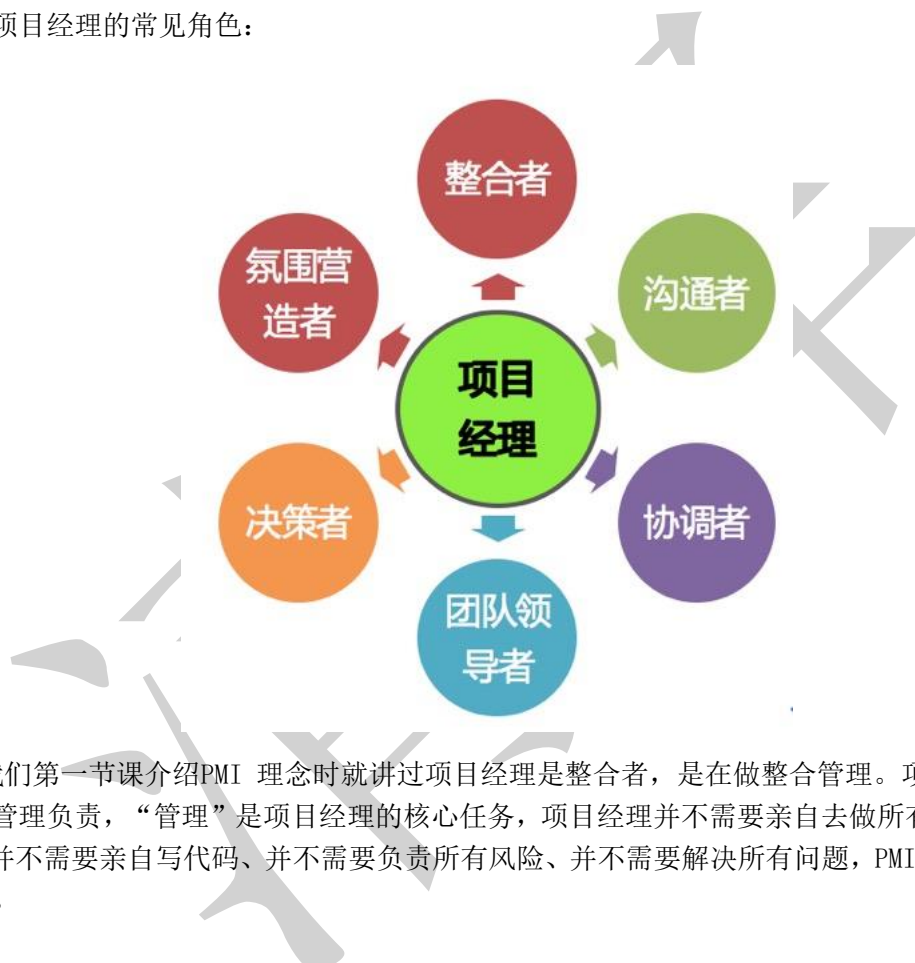 项目经理的常见角色：
整合者
氛围营
造者
沟通者
项目
经理
决策者
协调者
团队领
导者
们第一节课介绍PMI 理念时就讲过项目经理是整合者，是在做整合管理。项
管理负责，“管理”是项目经理的核心任务，项目经理并不需要亲自去做所有
并不需要亲自写代码、并不需要负责所有风险、并不需要解决所有问题，PMI